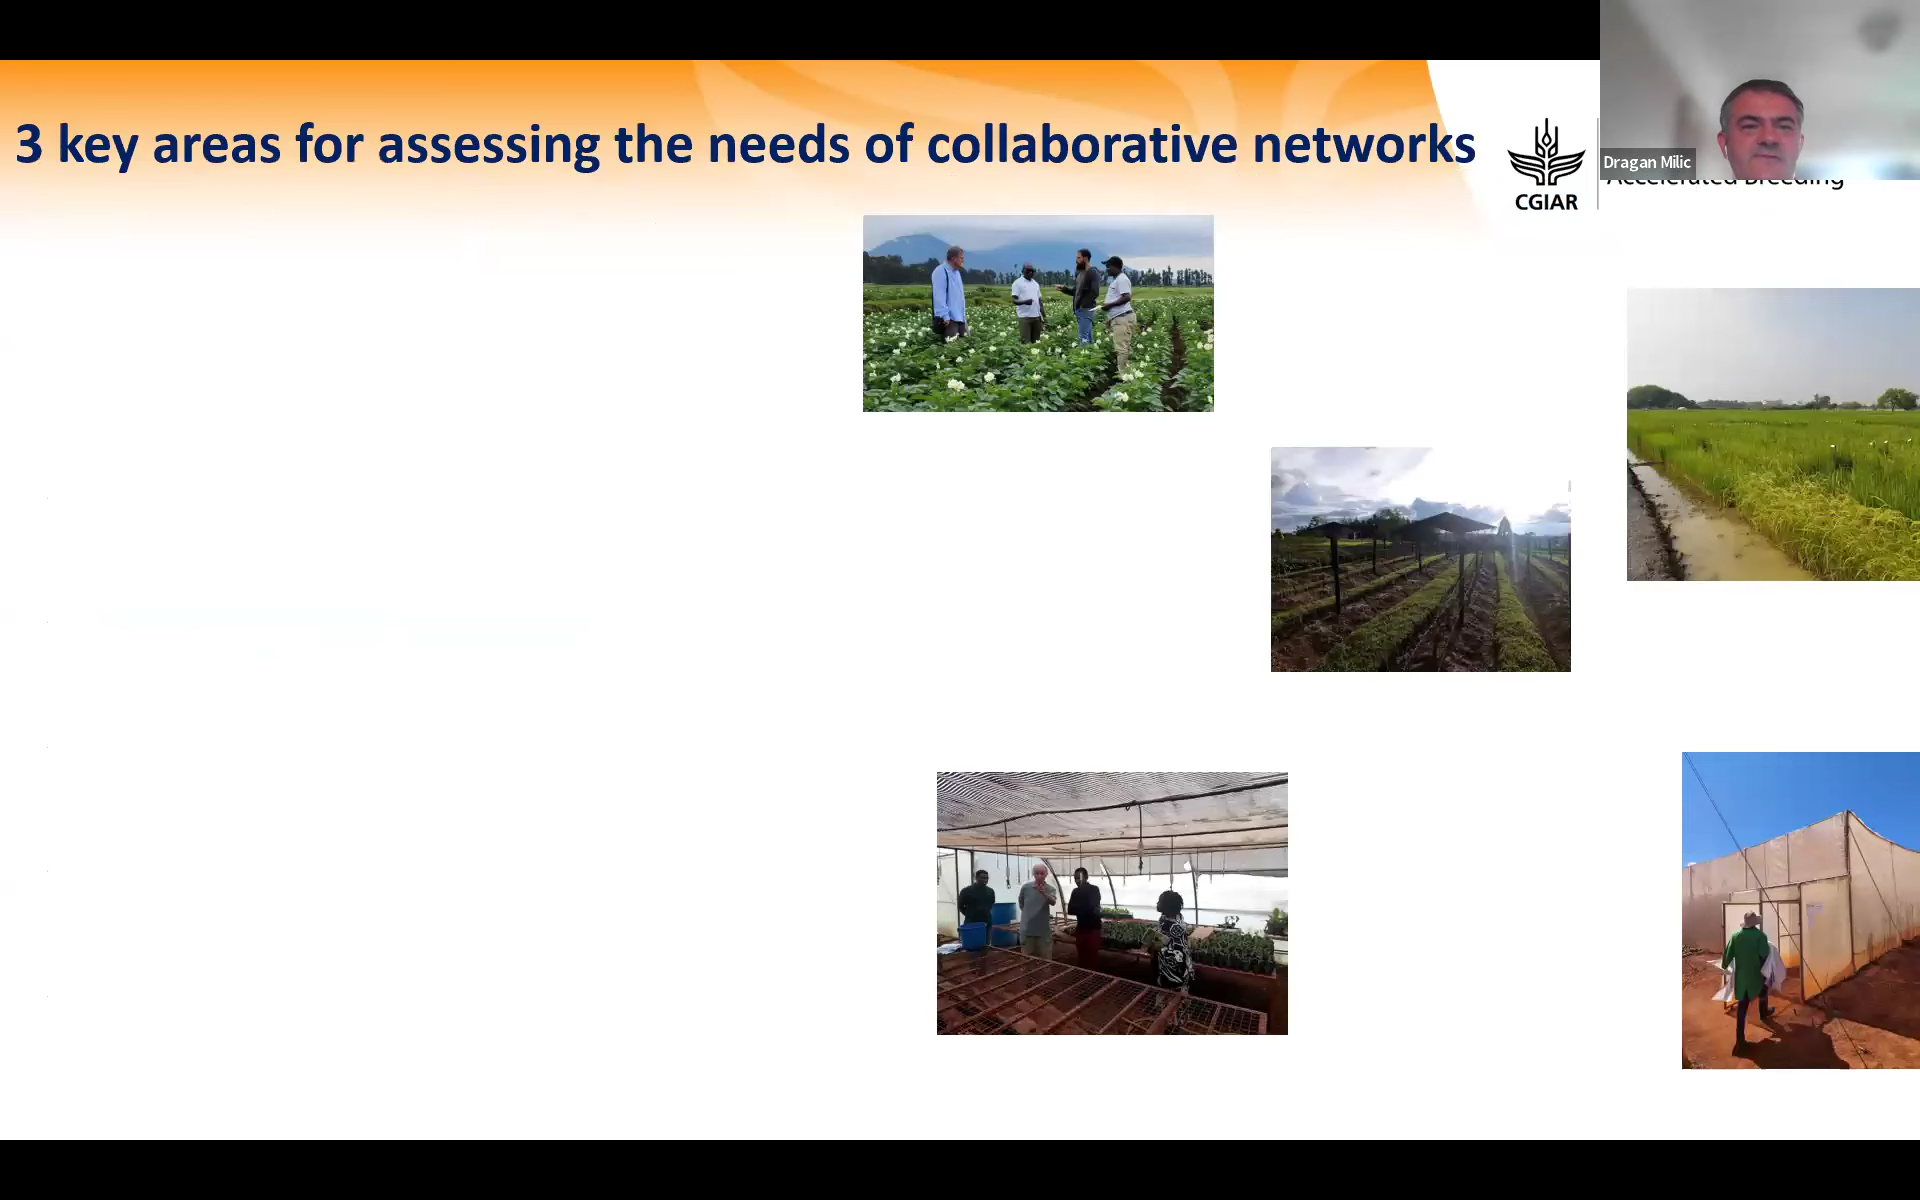 3 key areas for assessing the needs of collaborative networks
CGIAR
Accelerated Breeding
Dragan Milic